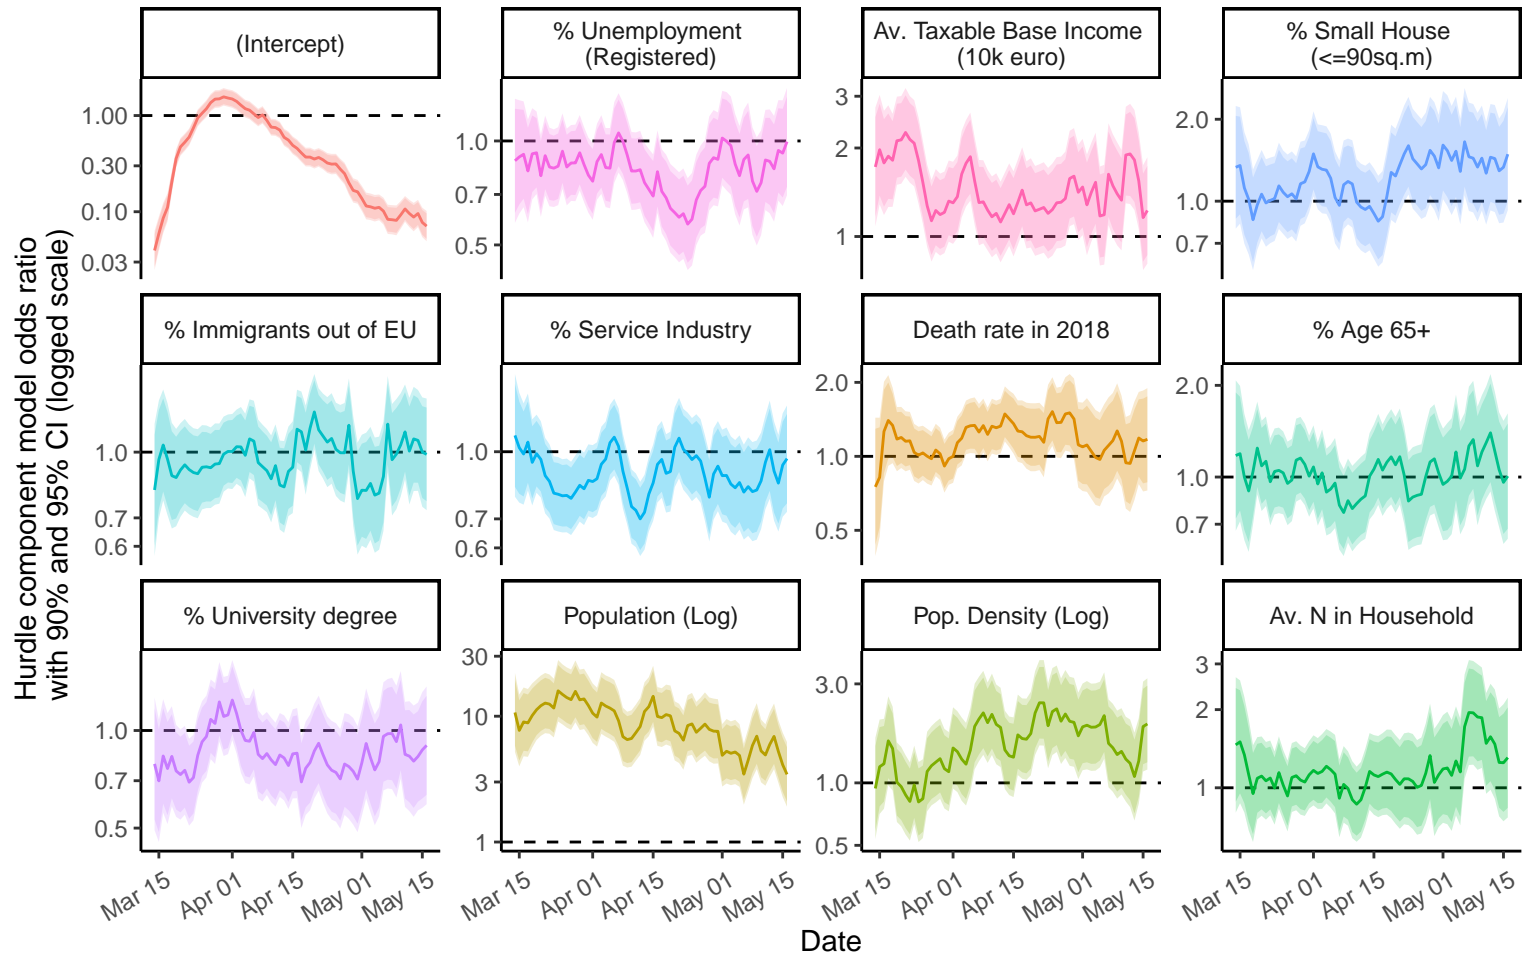 Hurdle component model odds ratio
with 90% and 95% CI (logged scale)
(Intercept)
1.00
0.30
0.10
0.03
% Unemployment
(Registered)
1.0
0.7
0.5
Av. Taxable Base Income
(10k euro)
3
2
1
% Small House
(<=90sq.m)
2.0
1.0
0.7
% Immigrants out of EU
1.0
0.7
0.6
% Service Industry
1.0
0.7
0.6
Death rate in 2018
2.0
1.0
0.5
% Age 65+
2.0
1.0
0.7
% University degree
1.0
0.7
0.5
Mar 15 Apr 01 Apr 15 May 01 May 15
Population (Log)
30
10
3
1
Mar 15 Apr 01 Apr 15 May 01 May 15
Pop. Density (Log)
3.0
1.0
0.5
Mar 15 Apr 01 Apr 15 May 01 May 15
Av. N in Household
3
2
1
Mar 15 Apr 01 Apr 15 May 01 May 15
Date